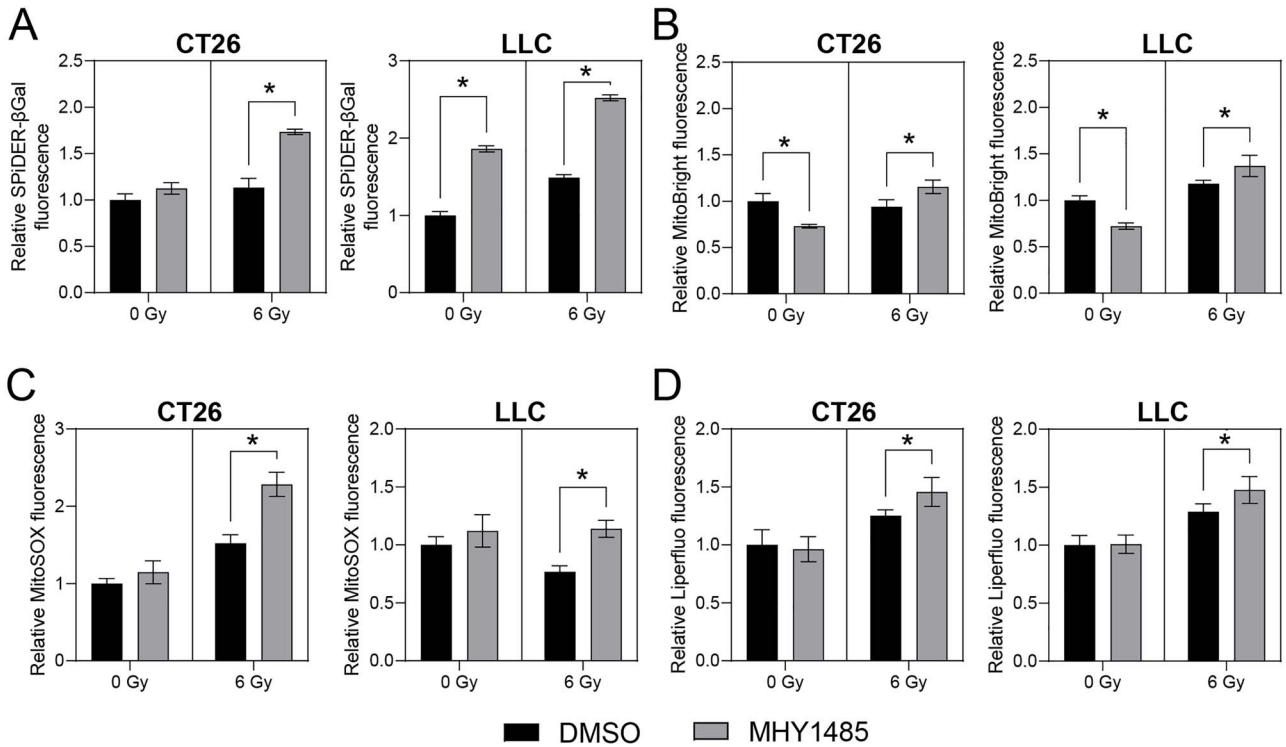 A
CT26
Relative SPiDER-βGal
fluorescence
2.5
2.0
1.5
1.0
0.5
0.0
*
0 Gy
6 Gy
LLC
Relative SPiDER-βGal
fluorescence
3
2
1
0
*
*
0 Gy
6 Gy
B
CT26
Relative MitoBright fluorescence
2.5
2.0
1.5
1.0
0.5
0.0
*
*
0 Gy
6 Gy
LLC
Relative MitoBright fluorescence
2.5
2.0
1.5
1.0
0.5
0.0
*
*
0 Gy
6 Gy
C
CT26
Relative MitoSOX fluorescence
3
2
1
0
*
0 Gy
6 Gy
LLC
Relative MitoSOX fluorescence
2.0
1.5
1.0
0.5
0.0
*
0 Gy
6 Gy
D
CT26
Relative Liperfluo fluorescence
2.0
1.5
1.0
0.5
0.0
*
0 Gy
6 Gy
LLC
Relative Liperfluo fluorescence
2.0
1.5
1.0
0.5
0.0
*
0 Gy
6 Gy
DMSO
MHY1485